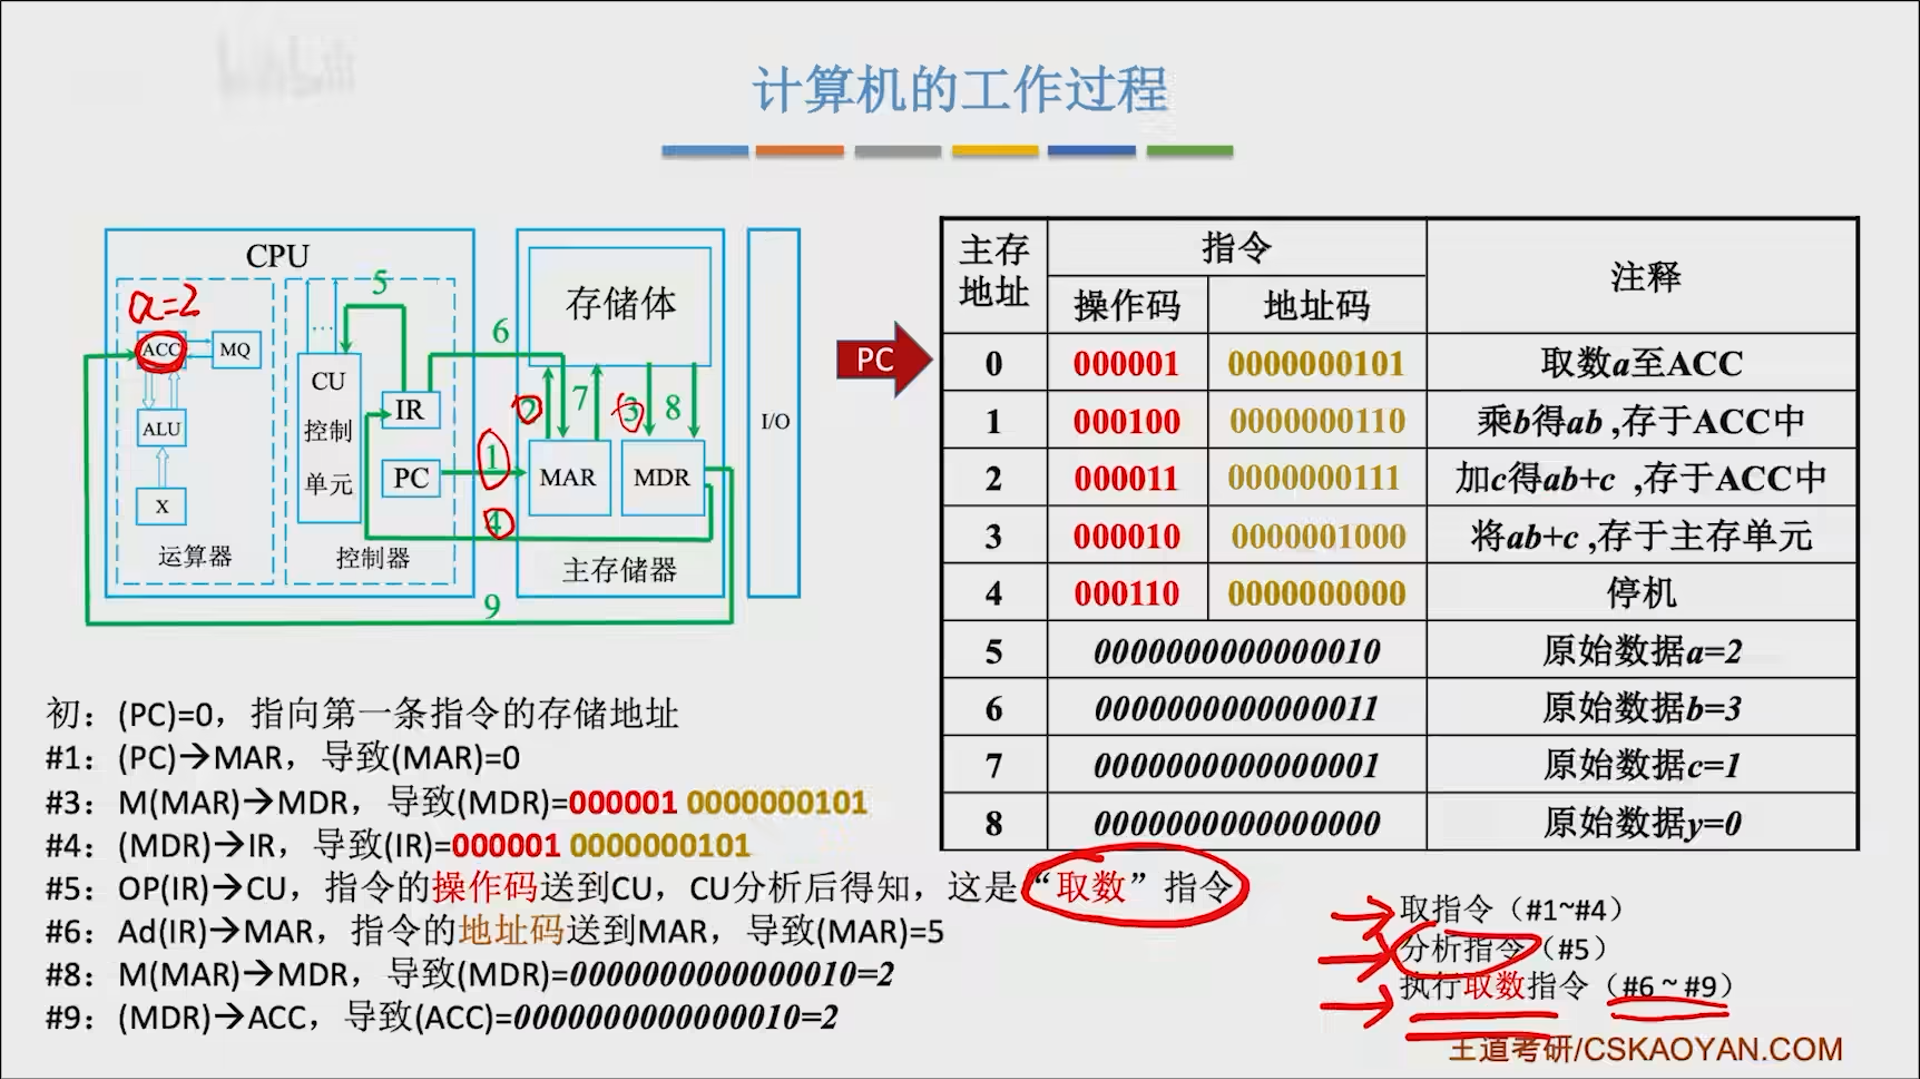 计算机的工作过程
CPU
a=2
ACC
MQ
ALU
X
运算器
5
...
CU
控制
单元
IR
PC
控制器
6
1
4
9
存储体
2
7
3
8
MAR
MDR
主存储器
I/O
PC
主存地址 指令 注释
操作码 地址码
0 000001 0000000101 取数a至ACC
1 000100 0000000110 乘b得ab ,存于ACC中
2 000011 0000000111 加c得ab+c ,存于ACC中
3 000010 0000001000 将ab+c ,存于主存单元
4 000110 0000000000 停机
5 0000000000000010 原始数据a=2
6 0000000000000011 原始数据b=3
7 0000000000000001 原始数据c=1
8 0000000000000000 原始数据y=0
初：(PC)=0，指向第一条指令的存储地址
#1：(PC)→MAR，导致(MAR)=0
#3：M(MAR)→MDR，导致(MDR)=000001 0000000101
#4：(MDR)→IR，导致(IR)=000001 0000000101
#5：OP(IR)→CU，指令的操作码送到CU，CU分析后得知，这是“取数”指令
#6：Ad(IR)→MAR，指令的地址码送到MAR，导致(MAR)=5
#8：M(MAR)→MDR，导致(MDR)=0000000000000010=2
#9：(MDR)→ACC，导致(ACC)=0000000000000010=2
取指令（#1~#4）
分析指令（#5）
执行取数指令（#6~#9）
王道考研/CSKAOYAN.COM